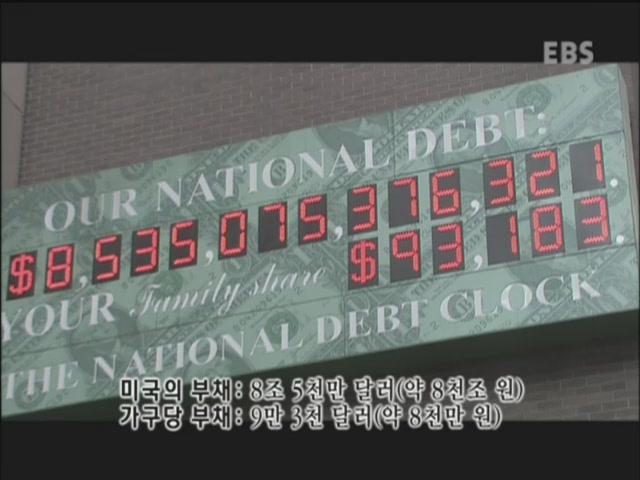 EBS
OUR NATIONAL DEBT:
$8,535,075,376,321.
YOUR Family share $93,183.
THE NATIONAL DEBT CLOCK
미국의 부채: 8조 5천만 달러(약 8천조 원)
가구당 부채: 9만 3천 달러(약 8천만 원)